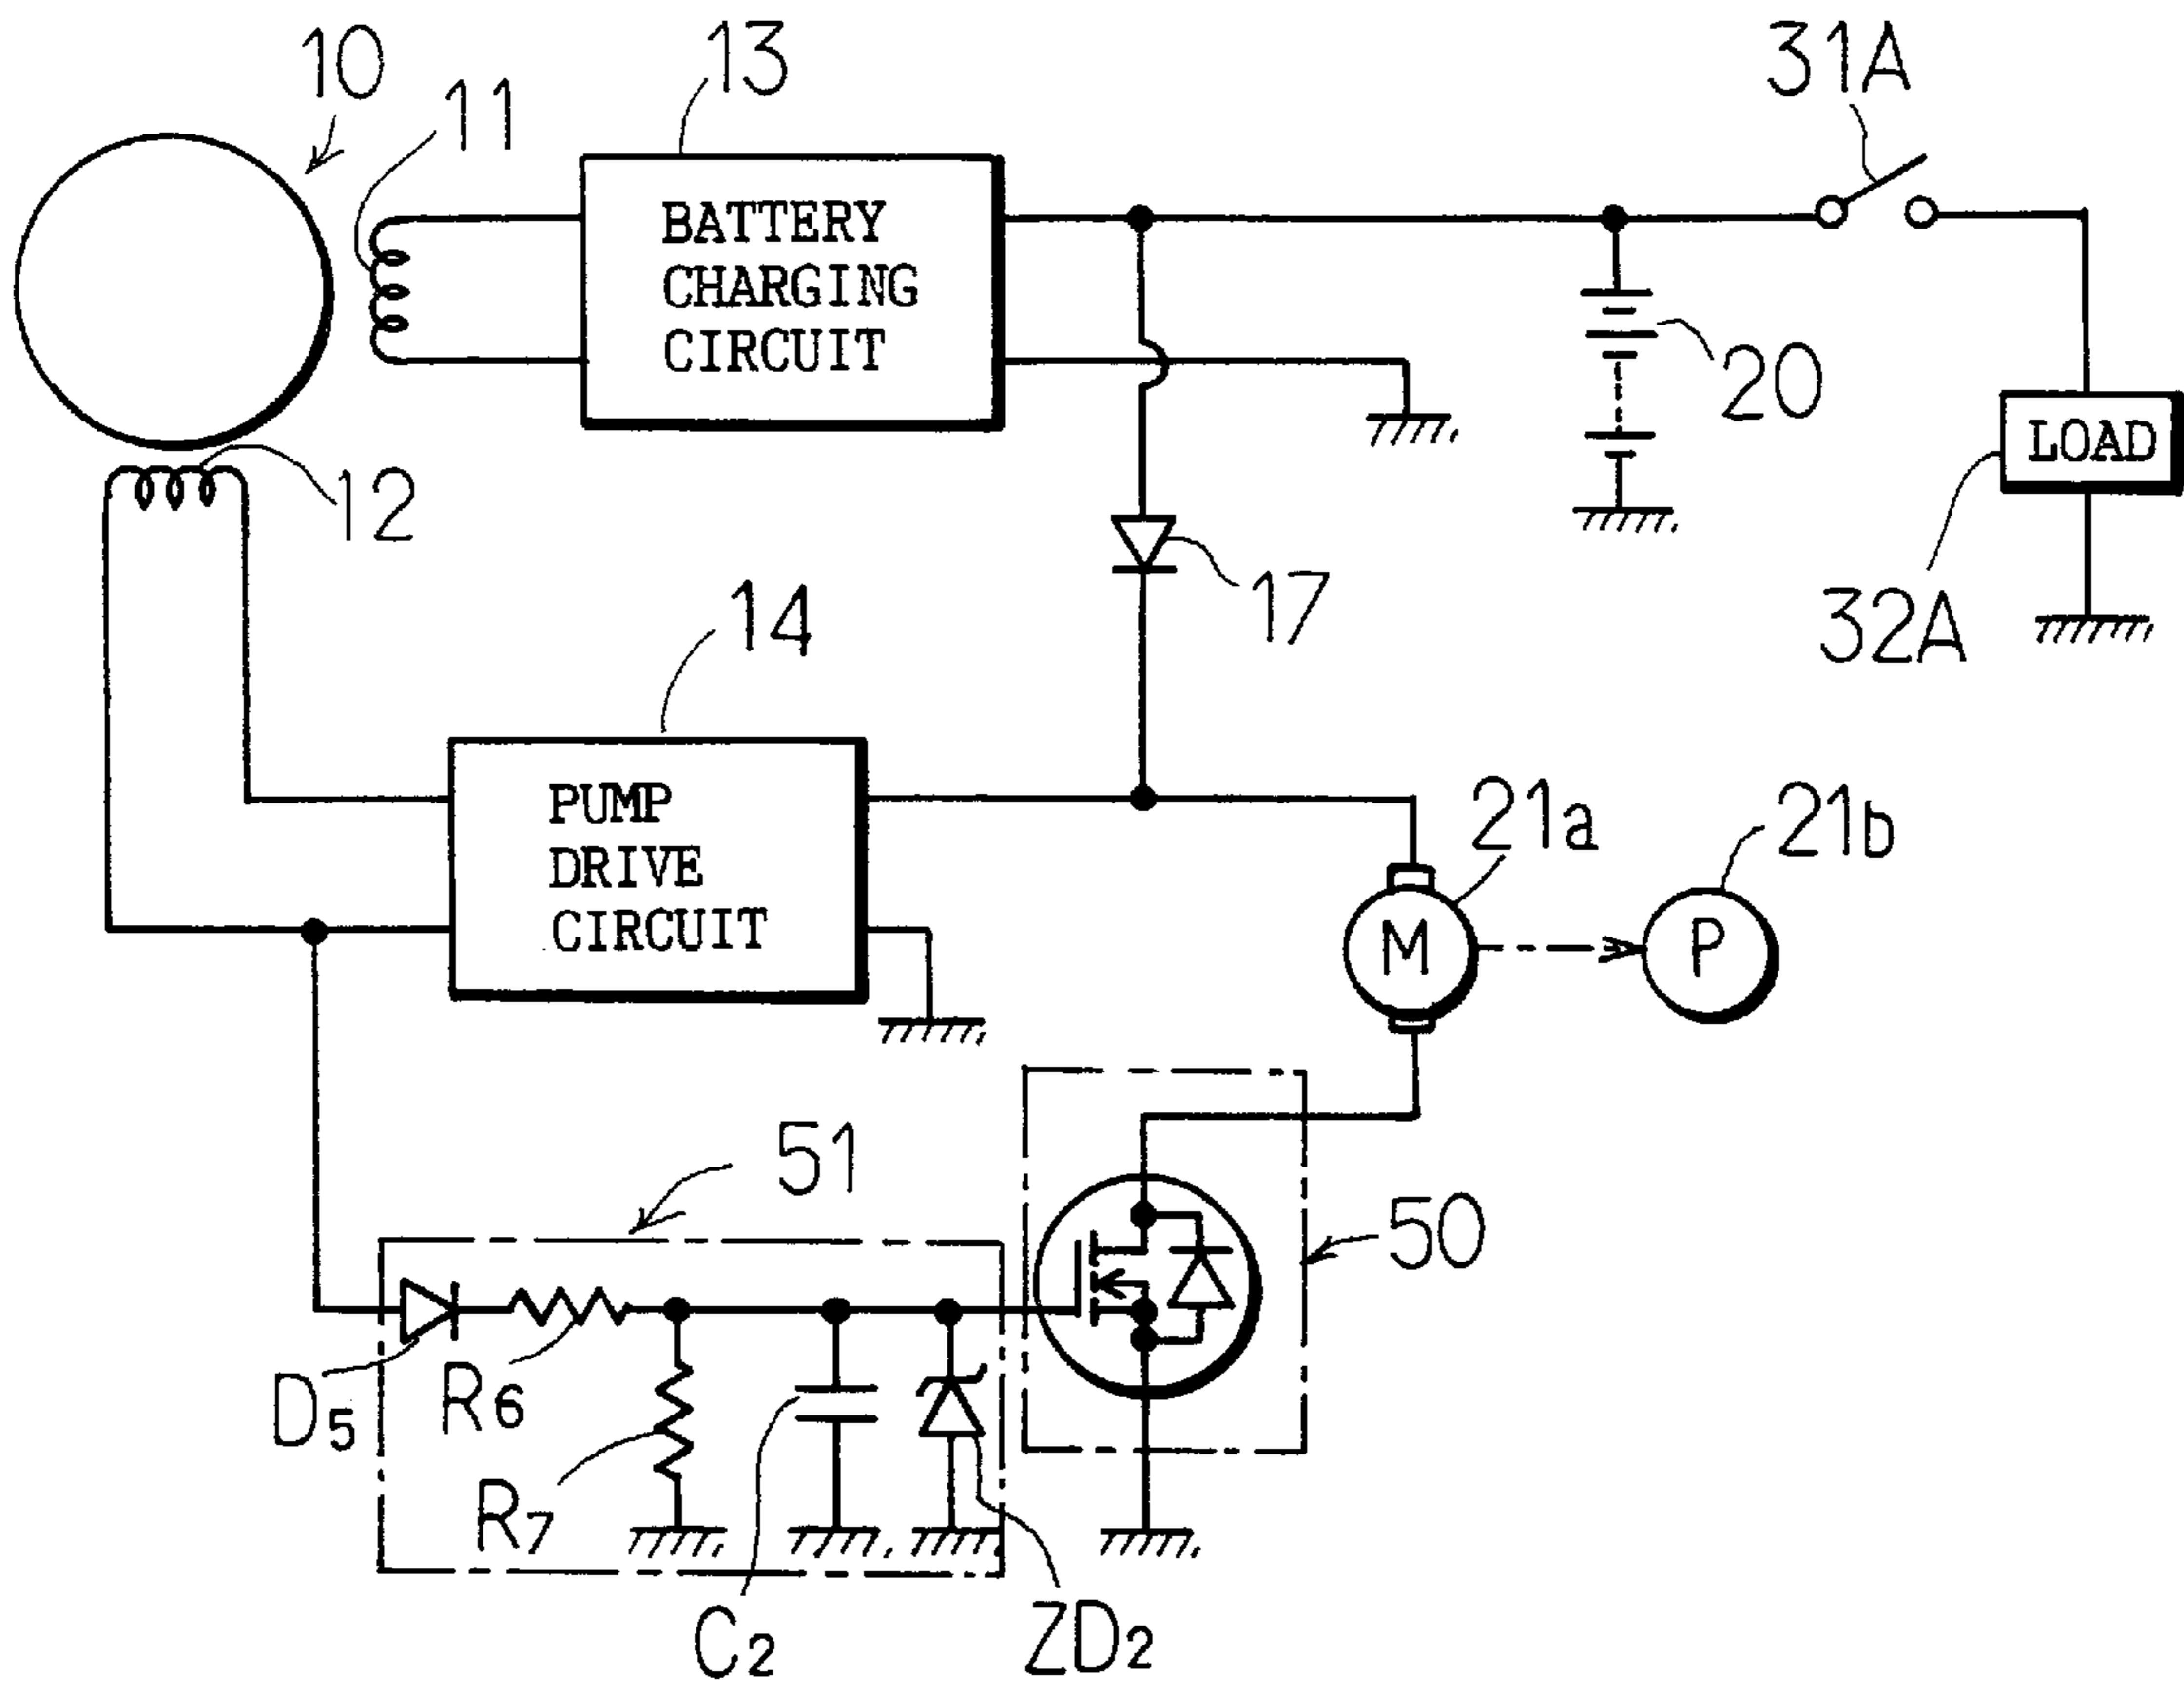 10
11
13
31A
BATTERY
CHARGING
CIRCUIT
20
LOAD
12
17
32A
14
PUMP
DRIVE
CIRCUIT
21a
21b
M
P
51
50
D5
R6
R7
C2
ZD2